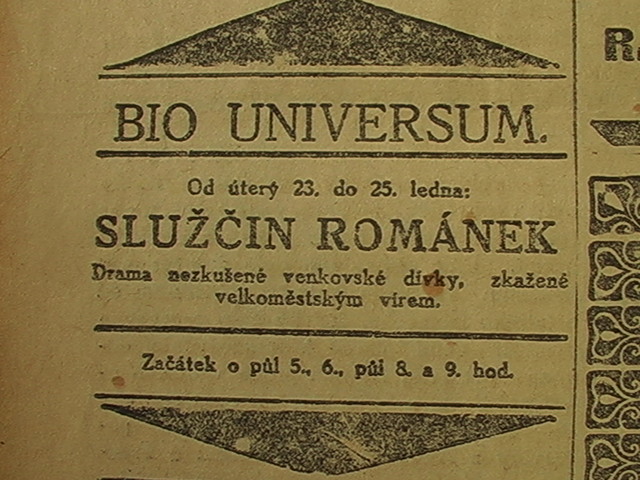 BIO UNIVERSUM.
Od úterý 23. do 25. ledna:
SLUŽČIN ROMÁNEK
Drama nezkušené venkovské dívky, zkažené
velkoměstským vírem.
Začátek o půl 5., 6., půl 8. a 9. hod.